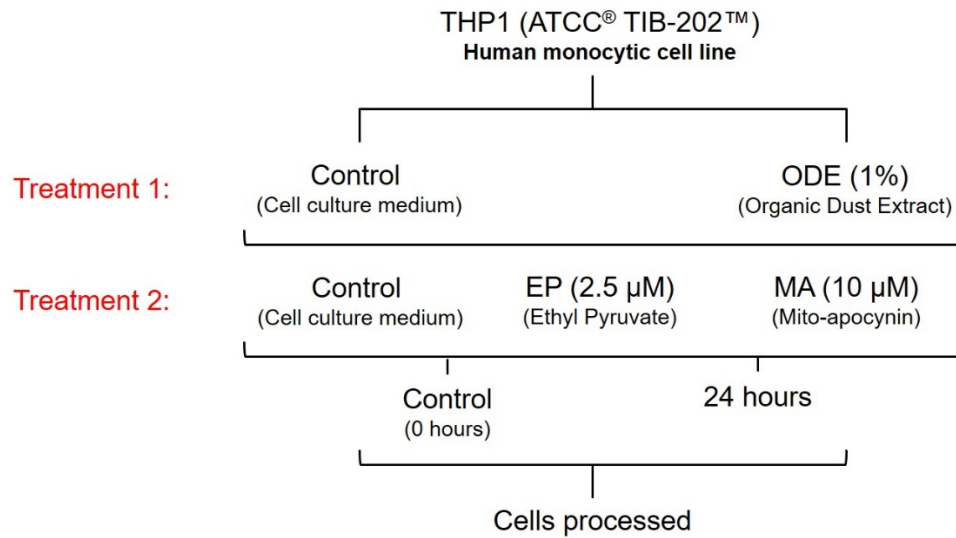 THP1 (ATCC® TIB-202™)
Human monocytic cell line
Treatment 1:
Control
(Cell culture medium)
ODE (1%)
(Organic Dust Extract)
Treatment 2:
Control
(Cell culture medium)
EP (2.5 µM)
(Ethyl Pyruvate)
MA (10 µM)
(Mito-apocynin)
Control
(0 hours)
24 hours
Cells processed